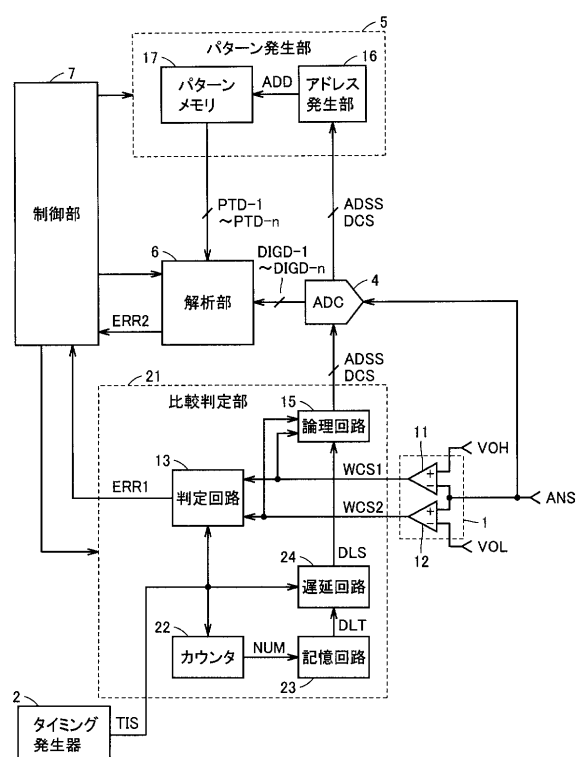 5
パターン発生部
7
17
16
パターン
メモリ
ADD
アドレス
発生部
制御部
PTD-1
～PTD-n
ADSS
DCS
6
DIGD-1
～DIGD-n
4
解析部
ADC
ERR2
21
ADSS
DCS
比較判定部
15
論理回路
11
VOH
13
WCS1
+
−
ERR1
判定回路
ANS
WCS2
+
−
1
12
VOL
24
DLS
遅延回路
22
DLT
カウンタ
NUM
記憶回路
23
2
タイミング
発生器
TIS